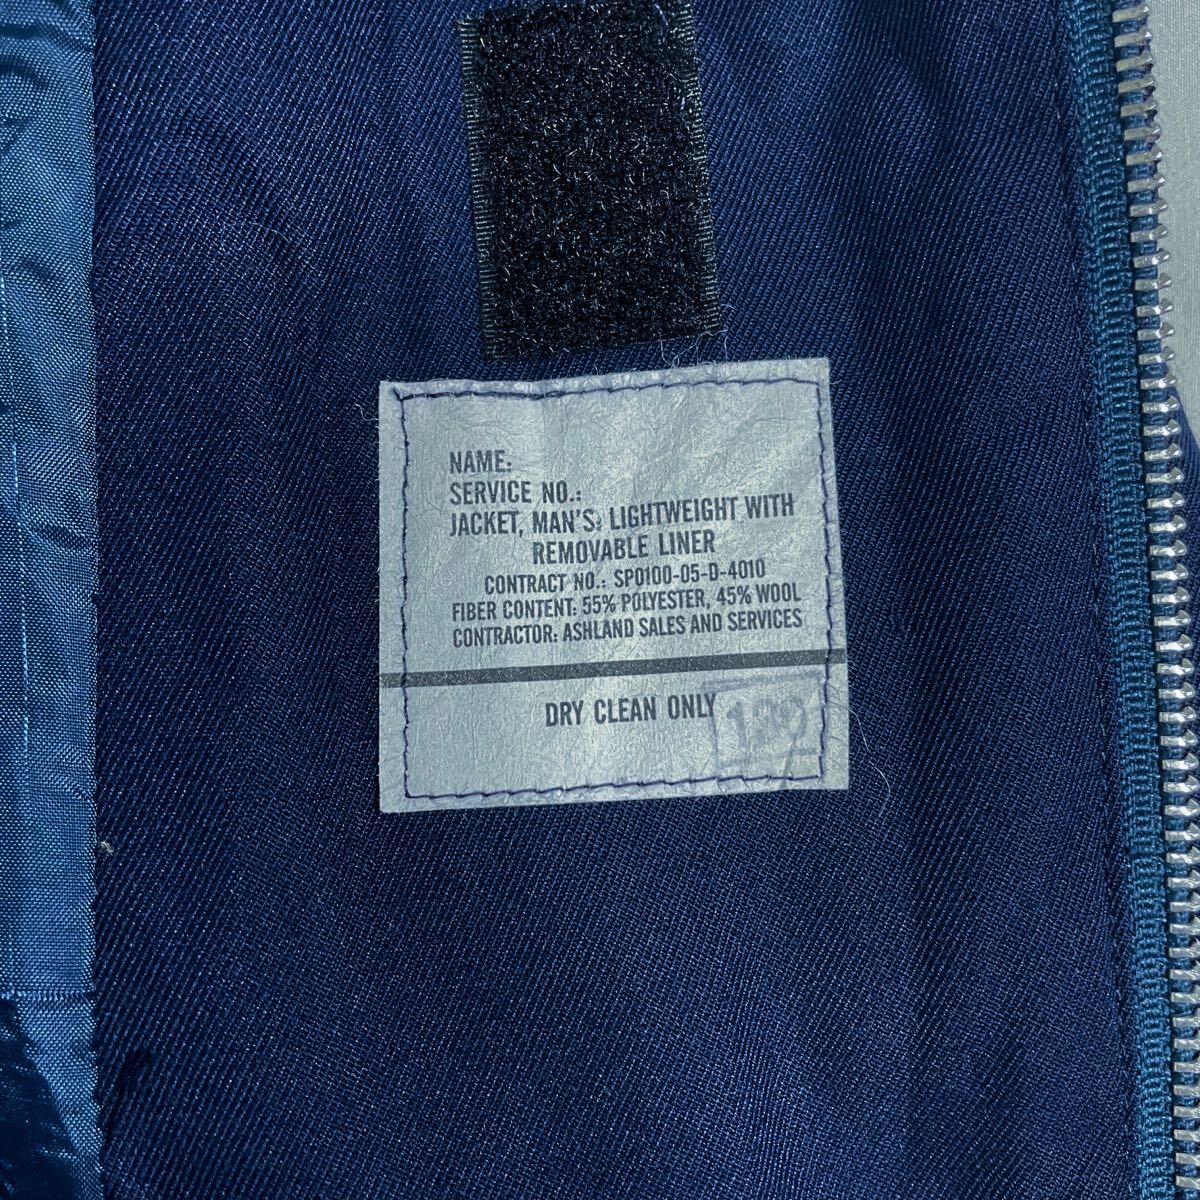 NAME:
SERVICE NO.:
JACKET, MAN'S: LIGHTWEIGHT WITH
REMOVABLE LINER
CONTRACT NO.: SP0100-05-D-4010
FIBER CONTENT: 55% POLYESTER, 45% WOOL
CONTRACTOR: ASHLAND SALES AND SERVICES
DRY CLEAN ONLY